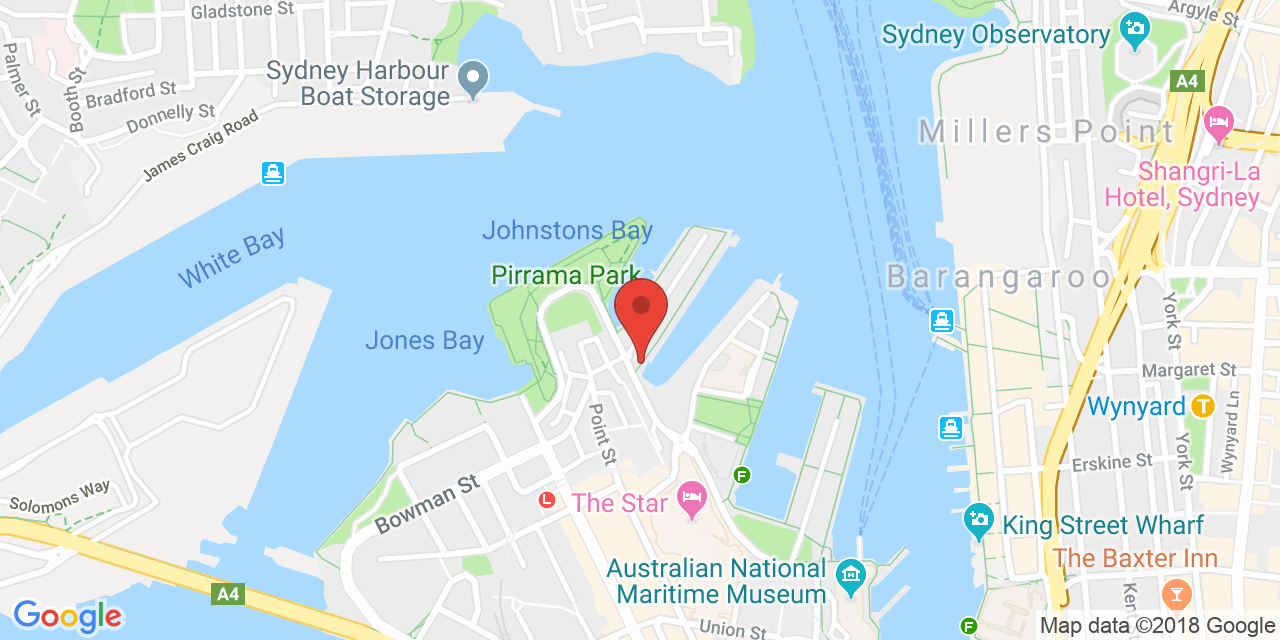 Gladstone St
Argyle St
Sydney Observatory
Palmer St
Booth St
Sydney Harbour
Boat Storage
A4
Bradford St
Donnelly St
James Craig Road
Millers Point
Shangri-La
Hotel, Sydney
White Bay
Johnstons Bay
Pirrama Park
Barangaroo
York St
Jones Bay
Margaret St
Wynyard
T
Wynyard Ln
Point St
York St
Erskine St
F
Solomons Way
Bowman St
L
The Star
King Street Wharf
The Baxter Inn
Australian National
Maritime Museum
A4
Google
Union St
F
Ken
Map data ©2018 Google